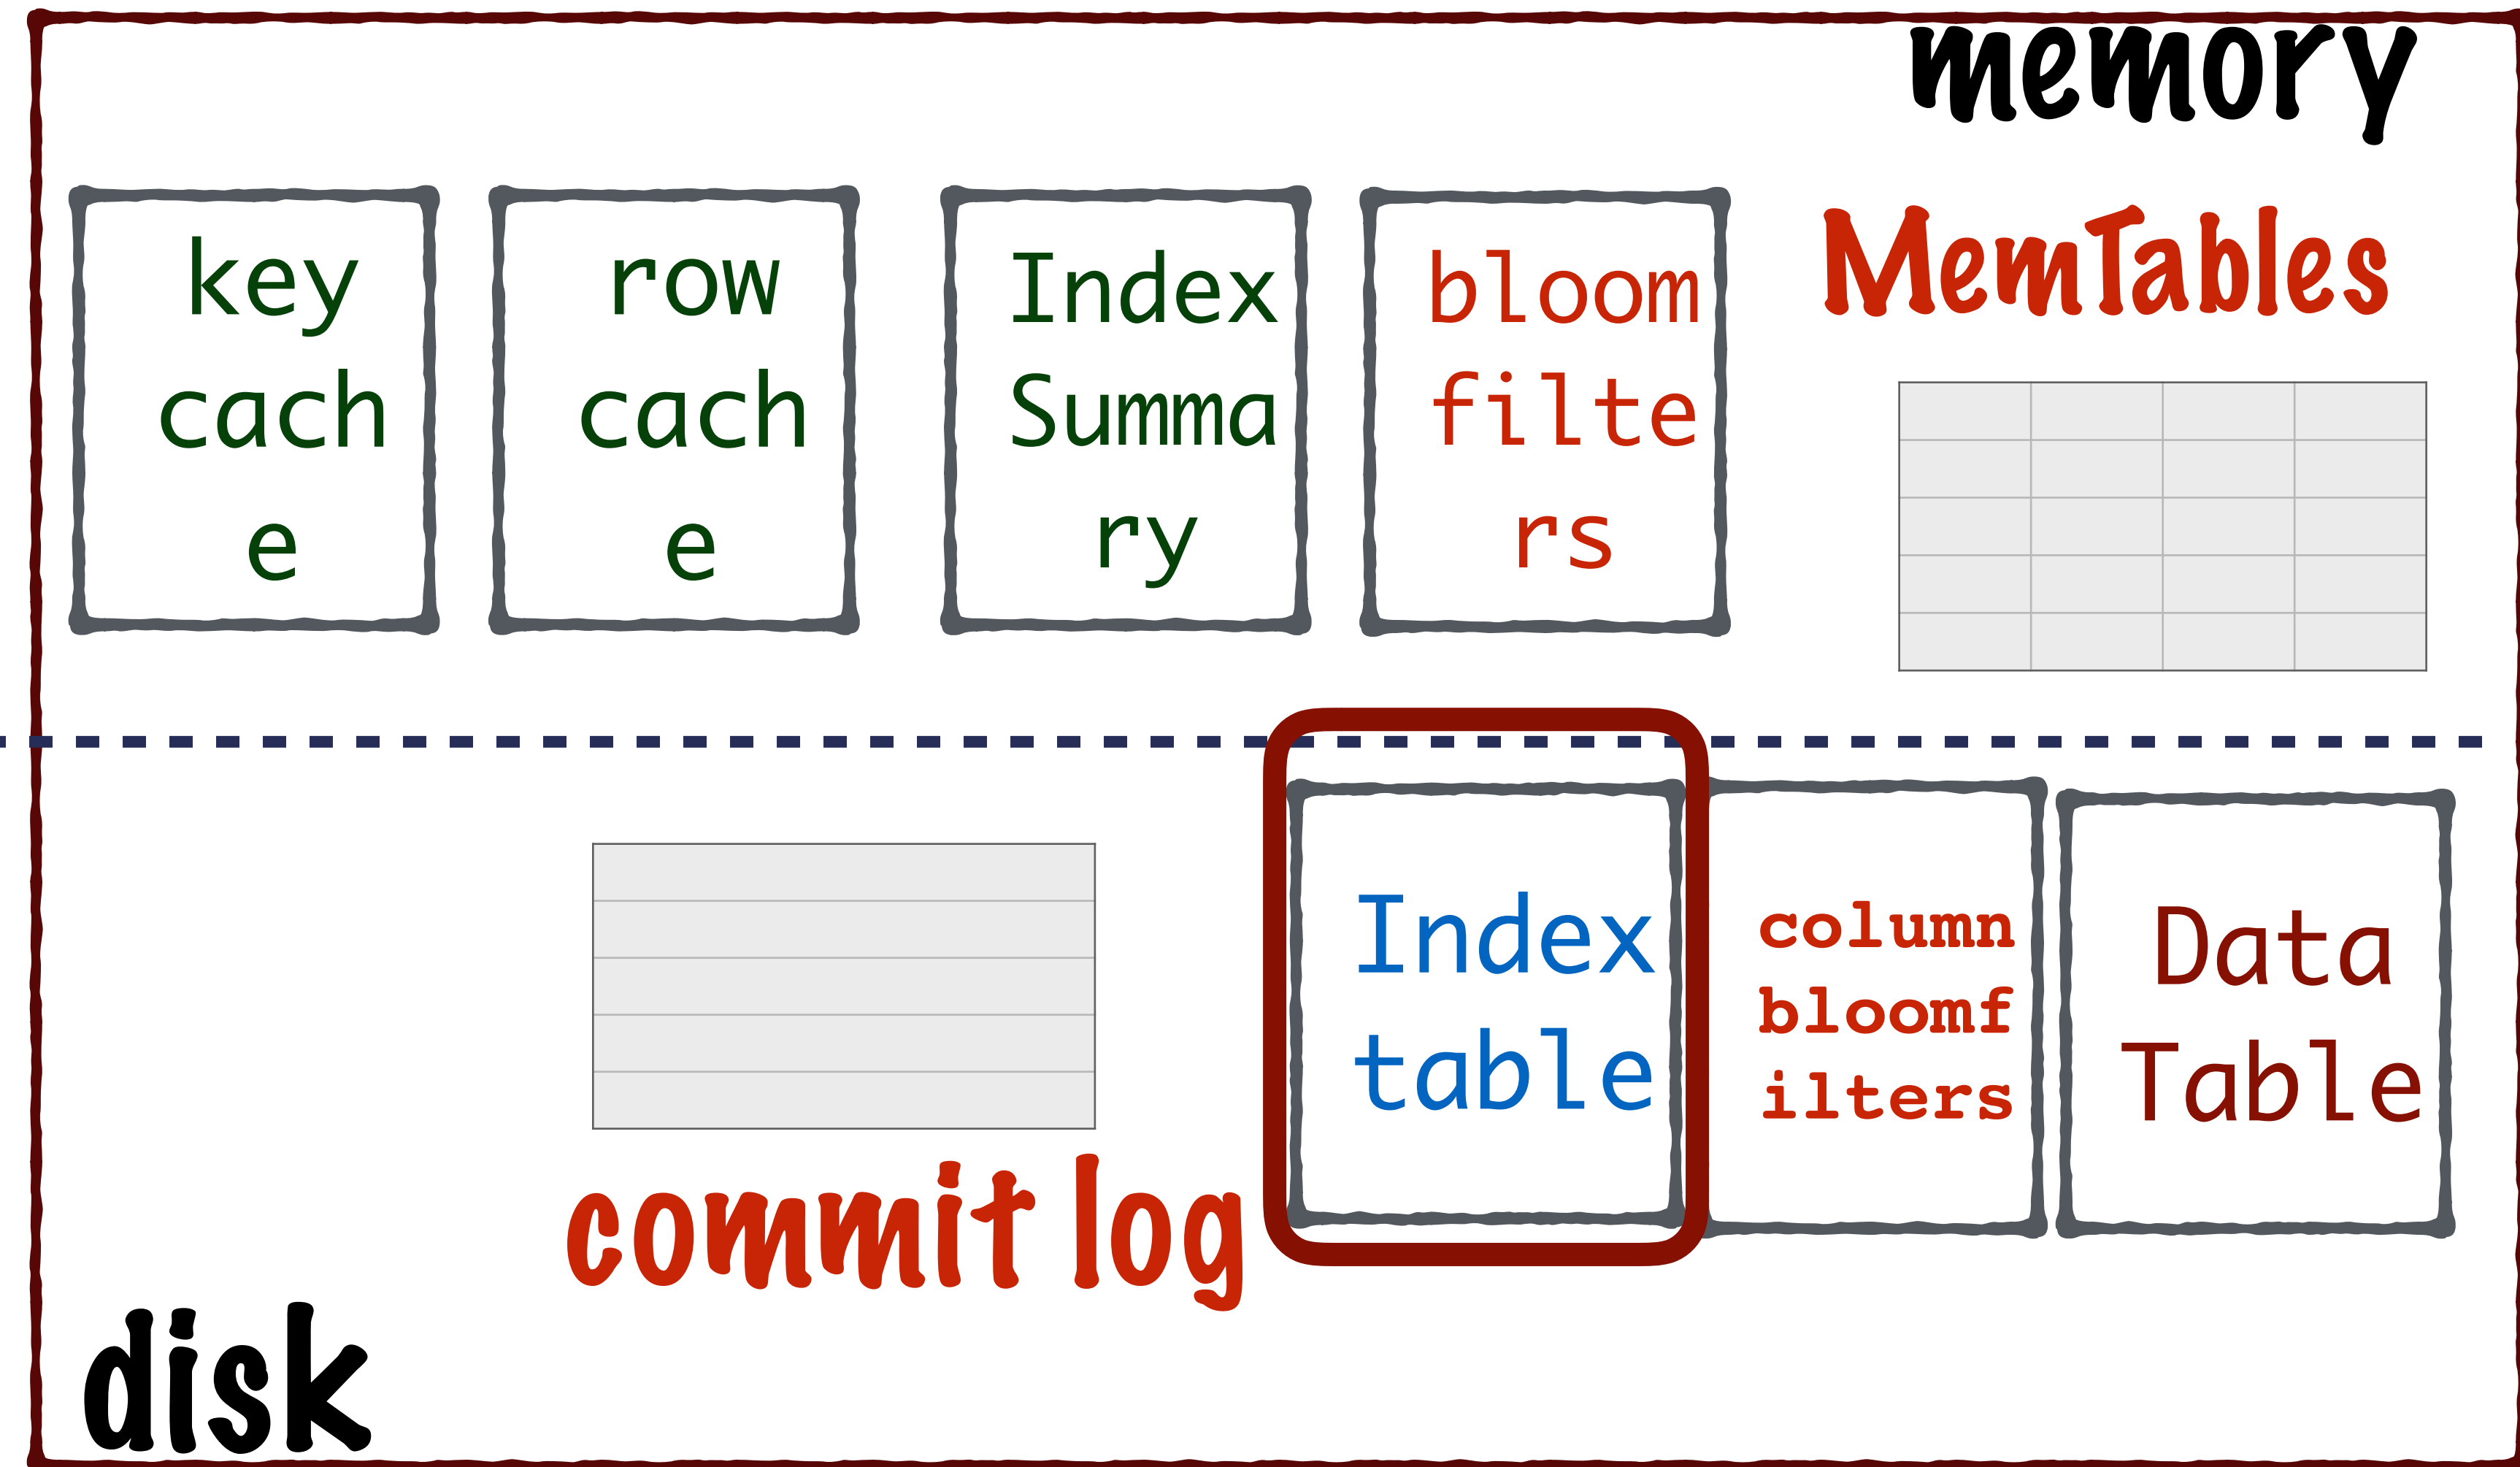 memory
key
cach
e
row
cach
e
Index
Summa
ry
bloom
filte
rs
MemTables
Index
table
column
bloomf
ilters
Data
Table
commit log
disk